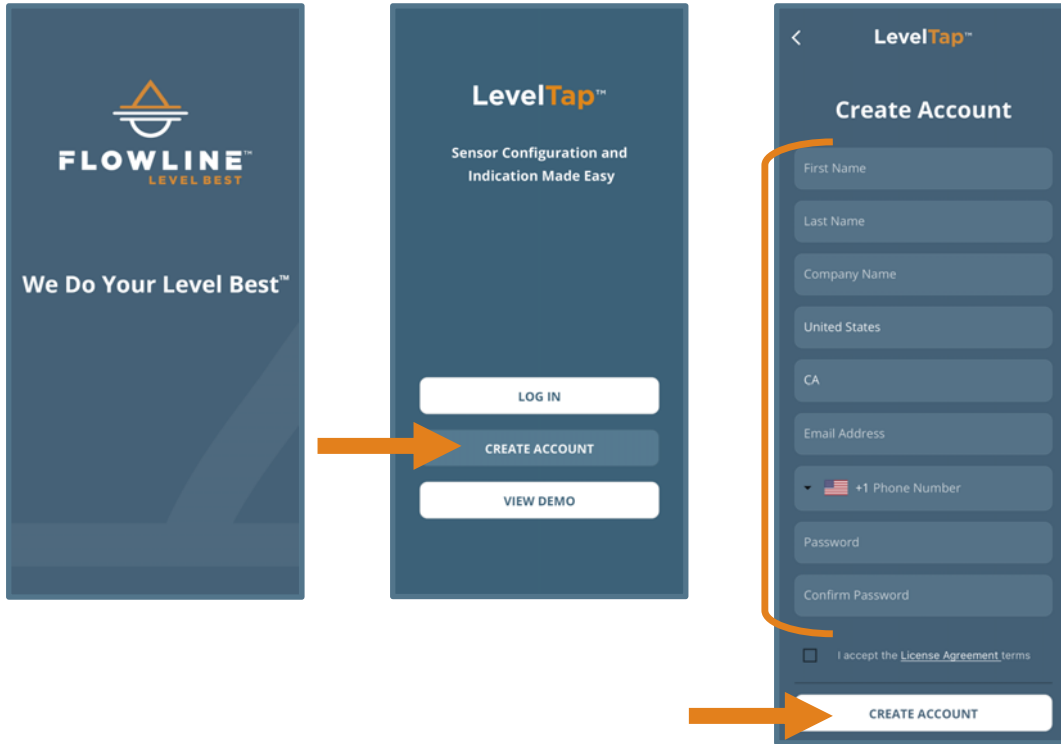 FLOWLINE™
LEVEL BEST
We Do Your Level Best™
LevelTap™
Sensor Configuration and
Indication Made Easy
LOG IN
CREATE ACCOUNT
VIEW DEMO
LevelTap™
Create Account
First Name
Last Name
Company Name
United States
CA
Email Address
+1 Phone Number
Password
Confirm Password
I accept the License Agreement terms
CREATE ACCOUNT